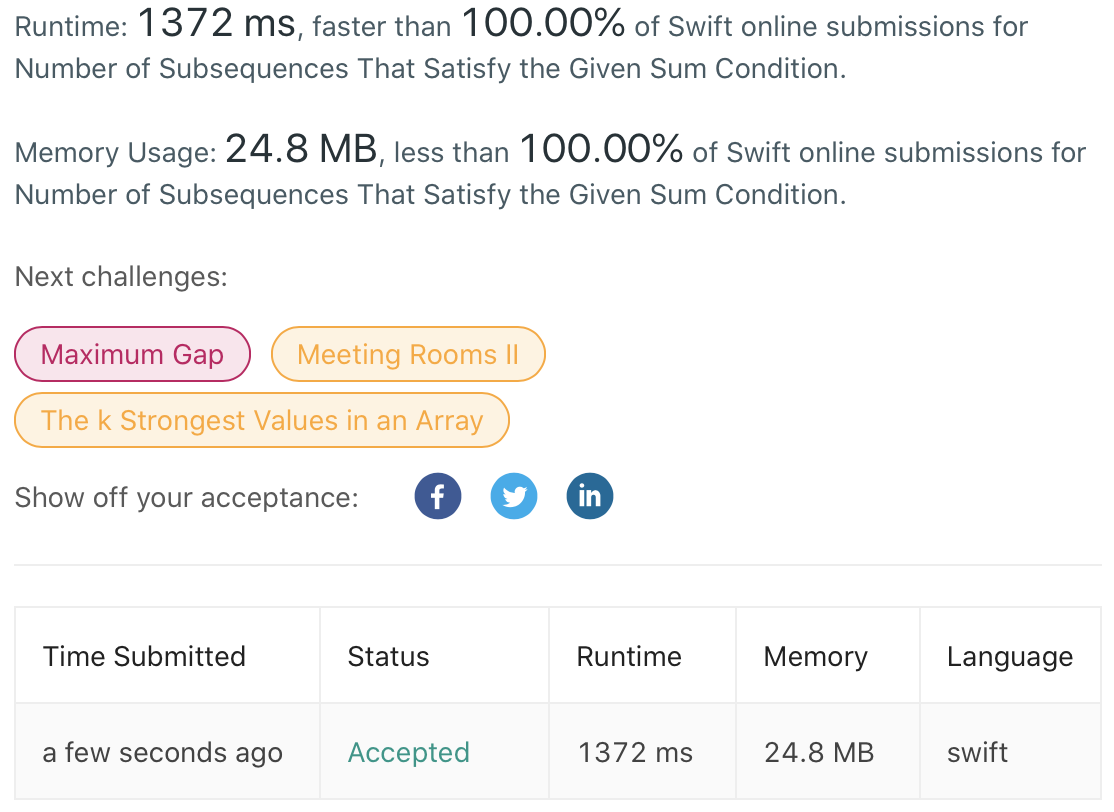 Runtime: 1372 ms, faster than 100.00% of Swift online submissions for
Number of Subsequences That Satisfy the Given Sum Condition.
Memory Usage: 24.8 MB, less than 100.00% of Swift online submissions for
Number of Subsequences That Satisfy the Given Sum Condition.
Next challenges:
Maximum Gap Meeting Rooms II
The k Strongest Values in an Array
Show off your acceptance:
Time Submitted Status Runtime Memory Language
a few seconds ago Accepted 1372 ms 24.8 MB swift